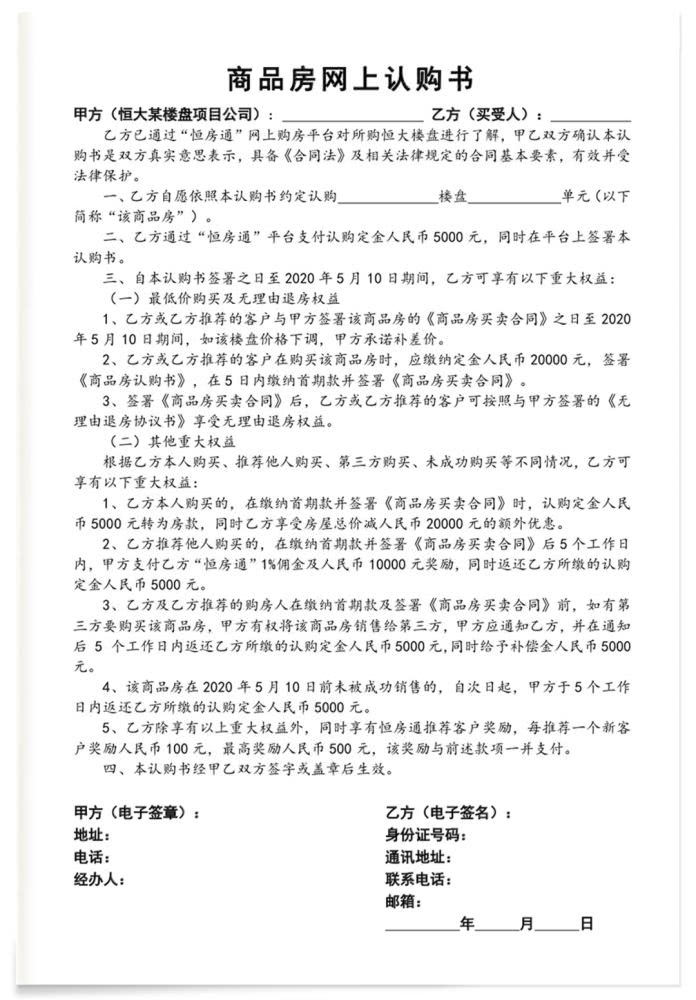 商品房网上认购书
甲方（恒大某楼盘项目公司）：__________________ 乙方（买受人）：__________
乙方已通过“恒房通”网上购房平台对所购恒大楼盘进行了解，甲乙双方确认本认
购书是双方真实意思表示，具备《合同法》及相关法律规定的合同基本要素，有效并受
法律保护。
一、乙方自愿依照本认购书约定认购____________楼盘___________单元（以下
简称“该商品房”）。
二、乙方通过“恒房通”平台支付认购定金人民币 5000 元，同时在平台上签署本
认购书。
三、自本认购书签署之日至 2020 年 5 月 10 日期间，乙方可享有以下重大权益：
（一）最低价购买及无理由退房权益
1、乙方或乙方推荐的客户与甲方签署该商品房的《商品房买卖合同》之日至 2020
年 5 月 10 日期间，如该楼盘价格下调，甲方承诺补差价。
2、乙方或乙方推荐的客户在购买该商品房时，应缴纳定金人民币 20000 元，签署
《商品房认购书》，在 5 日内缴纳首期款并签署《商品房买卖合同》。
3、签署《商品房买卖合同》后，乙方或乙方推荐的客户可按照与甲方签署的《无
理由退房协议书》享受无理由退房权益。
（二）其他重大权益
根据乙方本人购买、推荐他人购买、第三方购买、未成功购买等不同情况，乙方可
享有以下重大权益：
1、乙方本人购买的，在缴纳首期款并签署《商品房买卖合同》时，认购定金人民
币 5000 元转为房款，同时乙方享受房屋总价减人民币 20000 元的额外优惠。
2、乙方推荐他人购买的，在缴纳首期款并签署《商品房买卖合同》后 5 个工作日
内，甲方支付乙方“恒房通”1%佣金及人民币 10000 元奖励，同时返还乙方所缴的认购
定金人民币 5000 元。
3、乙方及乙方推荐的购房人在缴纳首期款及签署《商品房买卖合同》前，如有第
三方要购买该商品房，甲方有权将该商品房销售给第三方，甲方应通知乙方，并在通知
后 5 个工作日内返还乙方所缴的认购定金人民币 5000 元,同时给予补偿金人民币 5000
元。
4、该商品房在 2020 年 5 月 10 日前未被成功销售的，自次日起，甲方于 5 个工作
日内返还乙方所缴的认购定金人民币 5000 元。
5、乙方除享有以上重大权益外，同时享有恒房通推荐客户奖励，每推荐一个新客
户奖励人民币 100 元，最高奖励人民币 500 元，该奖励与前述款项一并支付。
四、本认购书经甲乙双方签字或盖章后生效。
甲方（电子签章）： 乙方（电子签名）：
地址： 身份证号码：
电话： 通讯地址：
经办人： 联系电话：
邮箱：
_________年_____月_____日